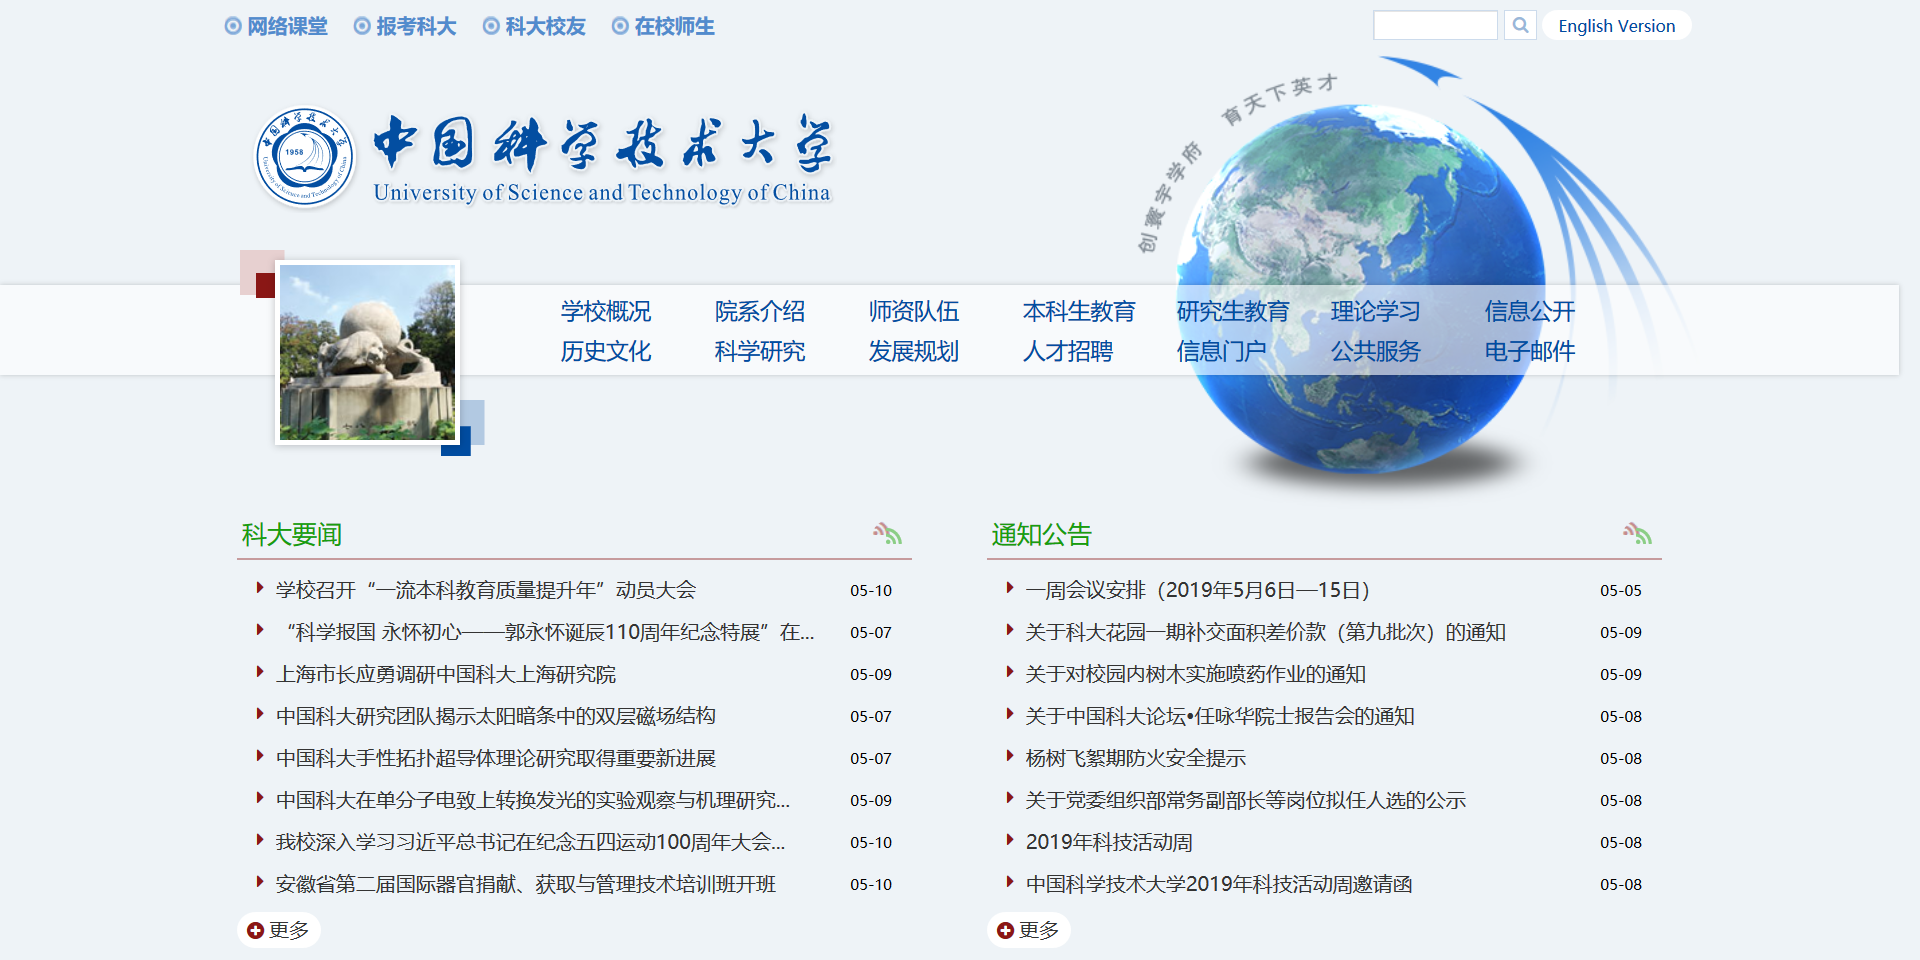 网络课堂 报考科大 科大校友 在校师生
English Version
创寰宇学府 育天下英才
1958
中国科学技术大学
University of Science and Technology of China
学校概况 院系介绍 师资队伍 本科生教育 研究生教育 理论学习 信息公开
历史文化 科学研究 发展规划 人才招聘 信息门户 公共服务 电子邮件
科大要闻
学校召开“一流本科教育质量提升年”动员大会 05-10
“科学报国 永怀初心——郭永怀诞辰110周年纪念特展”在... 05-07
上海市长应勇调研中国科大上海研究院 05-09
中国科大研究团队揭示太阳暗条中的双层磁场结构 05-07
中国科大手性拓扑超导体理论研究取得重要新进展 05-07
中国科大在单分子电致上转换发光的实验观察与机理研究... 05-09
我校深入学习习近平总书记在纪念五四运动100周年大会... 05-10
安徽省第二届国际器官捐献、获取与管理技术培训班开班 05-10
更多
通知公告
一周会议安排（2019年5月6日—15日） 05-05
关于科大花园一期补交面积差价款（第九批次）的通知 05-09
关于对校园内树木实施喷药作业的通知 05-09
关于中国科大论坛•任咏华院士报告会的通知 05-08
杨树飞絮期防火安全提示 05-08
关于党委组织部常务副部长等岗位拟任人选的公示 05-08
2019年科技活动周 05-08
中国科学技术大学2019年科技活动周邀请函 05-08
更多